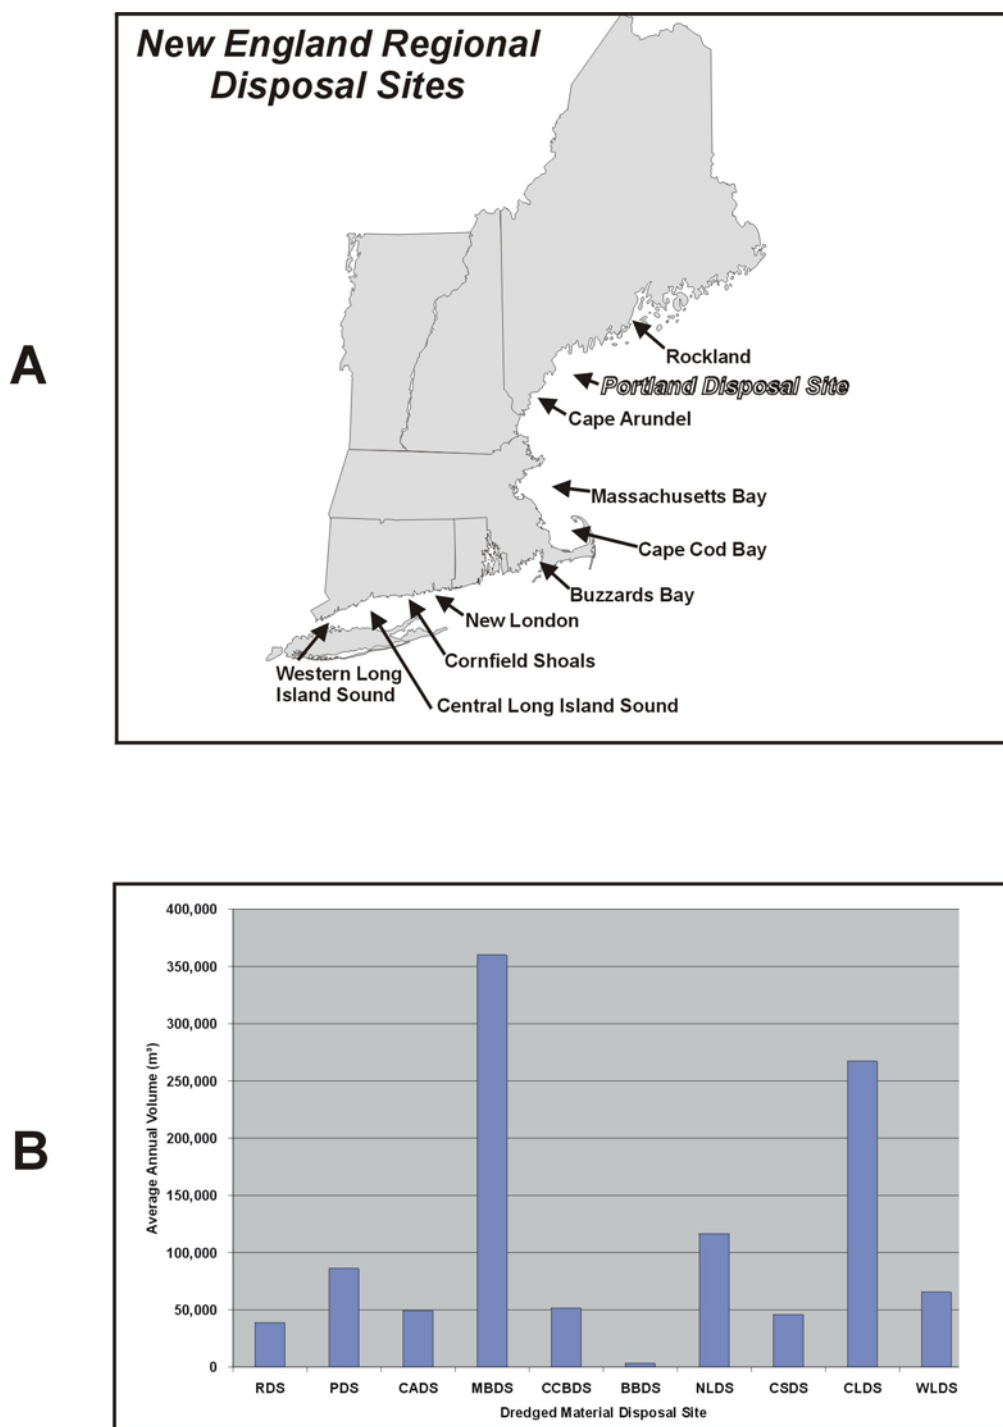 A
New England Regional
Disposal Sites
Rockland
Portland Disposal Site
Cape Arundel
Massachusetts Bay
Cape Cod Bay
Buzzards Bay
New London
Cornfield Shoals
Western Long
Island Sound
Central Long Island Sound
B
Average Annual Volume (m³)
400,000
350,000
300,000
250,000
200,000
150,000
100,000
50,000
0
RDS PDS CADS MBDS CCBDS BBDS NLDS CSDS CLDS WLDS
Dredged Material Disposal Site